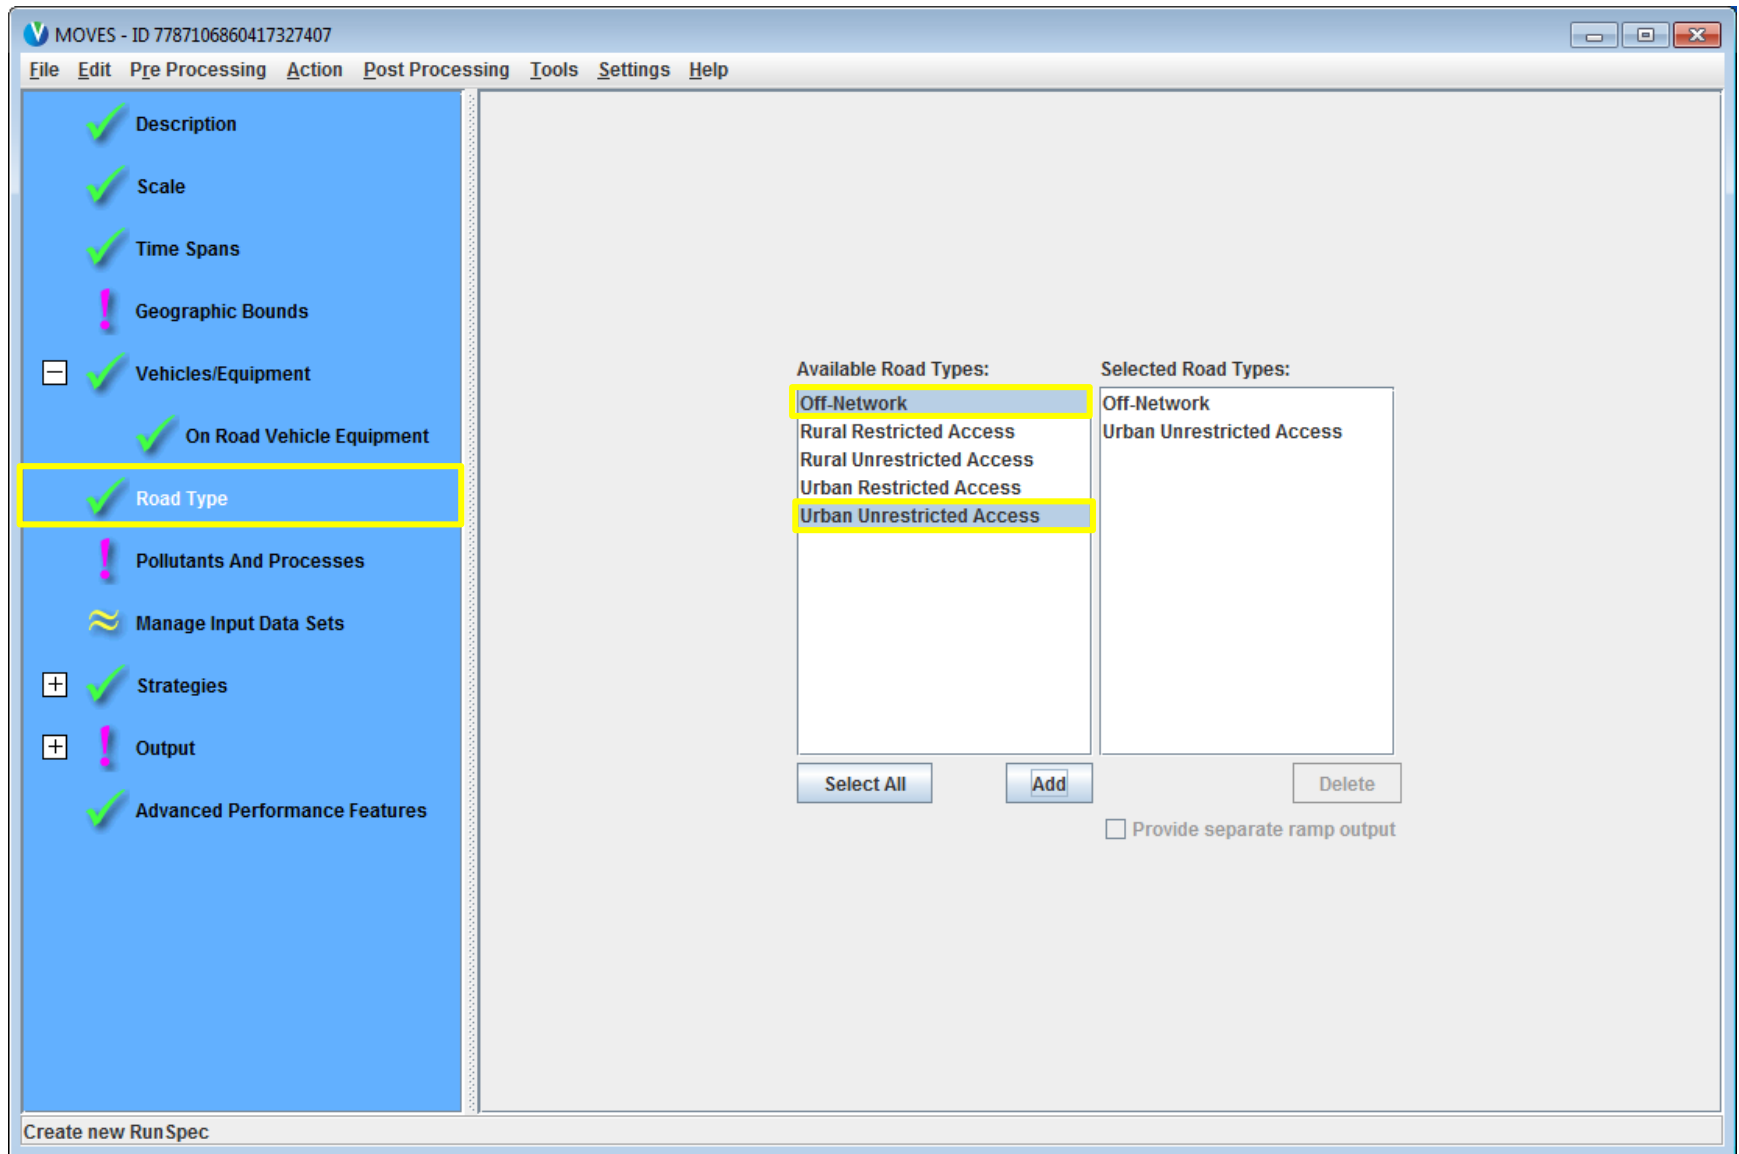 MOVES - ID 7787106860417327407
File Edit Pre Processing Action Post Processing Tools Settings Help
Description
Scale
Time Spans
Geographic Bounds
Vehicles/Equipment
On Road Vehicle Equipment
Road Type
Pollutants And Processes
Manage Input Data Sets
Strategies
Output
Advanced Performance Features
Available Road Types:
Off-Network
Rural Restricted Access
Rural Unrestricted Access
Urban Restricted Access
Urban Unrestricted Access
Select All
Add
Selected Road Types:
Off-Network
Urban Unrestricted Access
Delete
Provide separate ramp output
Create new RunSpec